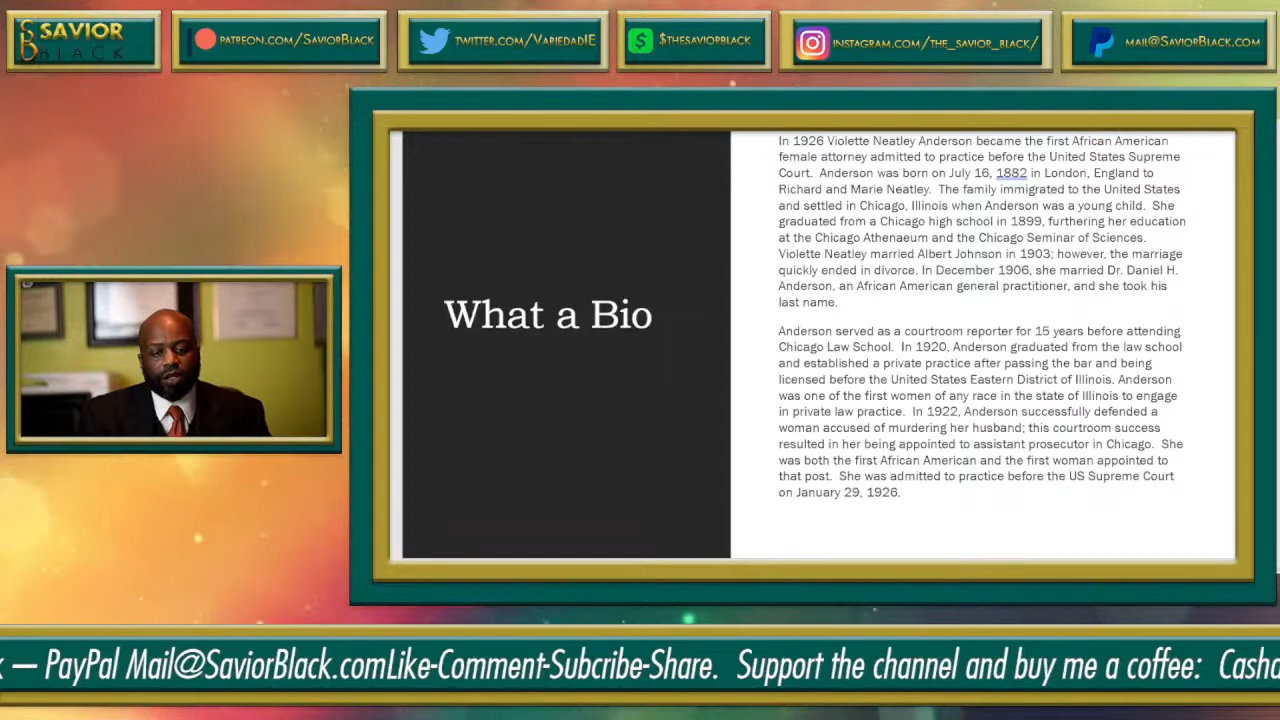 SAVIOR
BLACK
PATREON.COM/SAVIORBLACK
TWITTER.COM/VARIEDADIE
$THESAVIORBLACK
INSTAGRAM.COM/THE_SAVIOR_BLACK/
MAIL@SAVIORBLACK.COM
What a Bio
In 1926 Violette Neatley Anderson became the first African American
female attorney admitted to practice before the United States Supreme
Court. Anderson was born on July 16, 1882 in London, England to
Richard and Marie Neatley. The family immigrated to the United States
and settled in Chicago, Illinois when Anderson was a young child. She
graduated from a Chicago high school in 1899, furthering her education
at the Chicago Athenaeum and the Chicago Seminar of Sciences.
Violette Neatley married Albert Johnson in 1903; however, the marriage
quickly ended in divorce. In December 1906, she married Dr. Daniel H.
Anderson, an African American general practitioner, and she took his
last name.
Anderson served as a courtroom reporter for 15 years before attending
Chicago Law School. In 1920, Anderson graduated from the law school
and established a private practice after passing the bar and being
licensed before the United States Eastern District of Illinois. Anderson
was one of the first women of any race in the state of Illinois to engage
in private law practice. In 1922, Anderson successfully defended a
woman accused of murdering her husband; this courtroom success
resulted in her being appointed to assistant prosecutor in Chicago. She
was both the first African American and the first woman appointed to
that post. She was admitted to practice before the US Supreme Court
on January 29, 1926.
k — PayPal Mail@SaviorBlack.comLike-Comment-Subcribe-Share. Support the channel and buy me a coffee: Casha